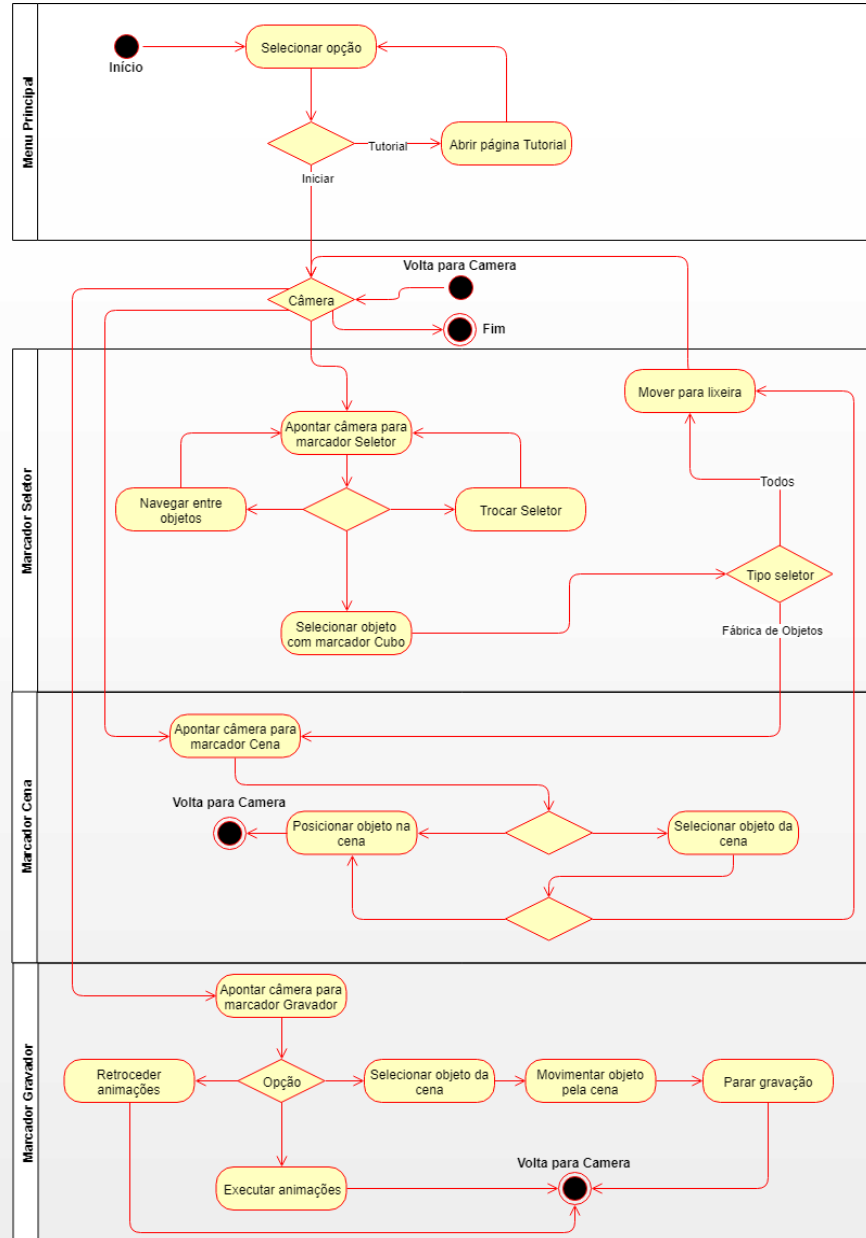 Menu Principal
Início
Selecionar opção
Tutorial
Abrir página Tutorial
Iniciar
Volta para Camera
Câmera
Fim
Marcador Seletor
Mover para lixeira
Apontar câmera para
marcador Seletor
Todos
Navegar entre
objetos
Trocar Seletor
Tipo seletor
Selecionar objeto
com marcador Cubo
Fábrica de Objetos
Marcador Cena
Apontar câmera para
marcador Cena
Volta para Camera
Posicionar objeto na
cena
Selecionar objeto da
cena
Marcador Gravador
Apontar câmera para
marcador Gravador
Retroceder
animações
Opção
Selecionar objeto da
cena
Movimentar objeto
pela cena
Parar gravação
Volta para Camera
Executar animações